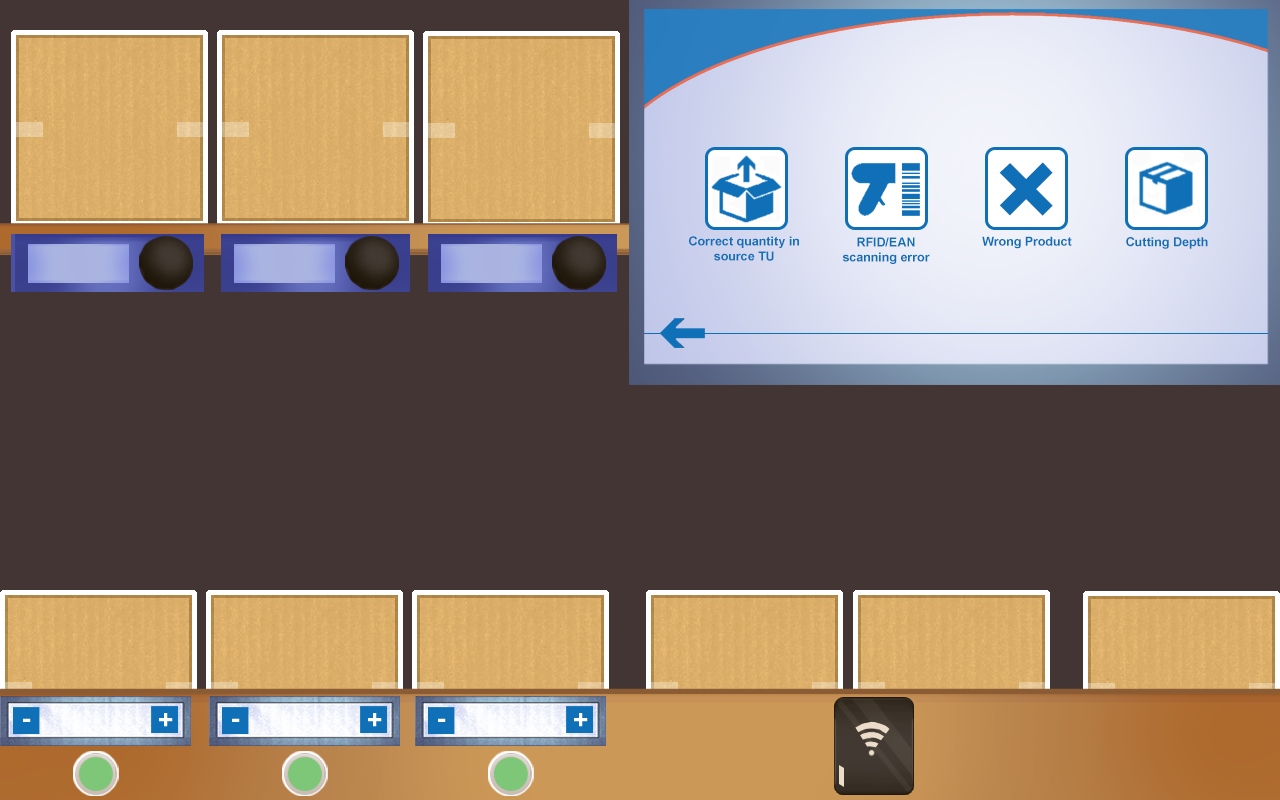 Correct quantity in
source TU
RFID/EAN
scanning error
Wrong Product
Cutting Depth
- +
- +
- +